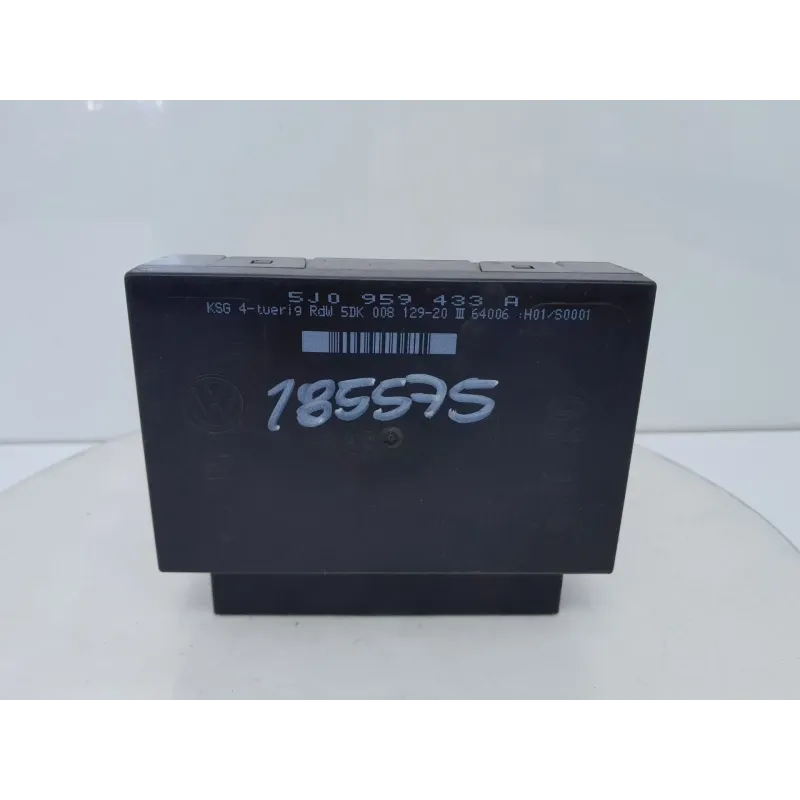 5J0 959 433 A
KSG 4-tuerig RdW 5DK 008 129-20 III 64006 :H01/S0001
185575